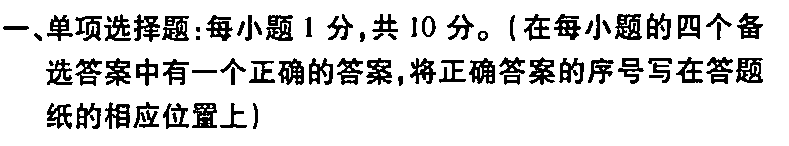 一、单项选择题:每小题 1 分,共 10 分。(在每小题的四个备
选答案中有一个正确的答案,将正确答案的序号写在答题
纸的相应位置上)